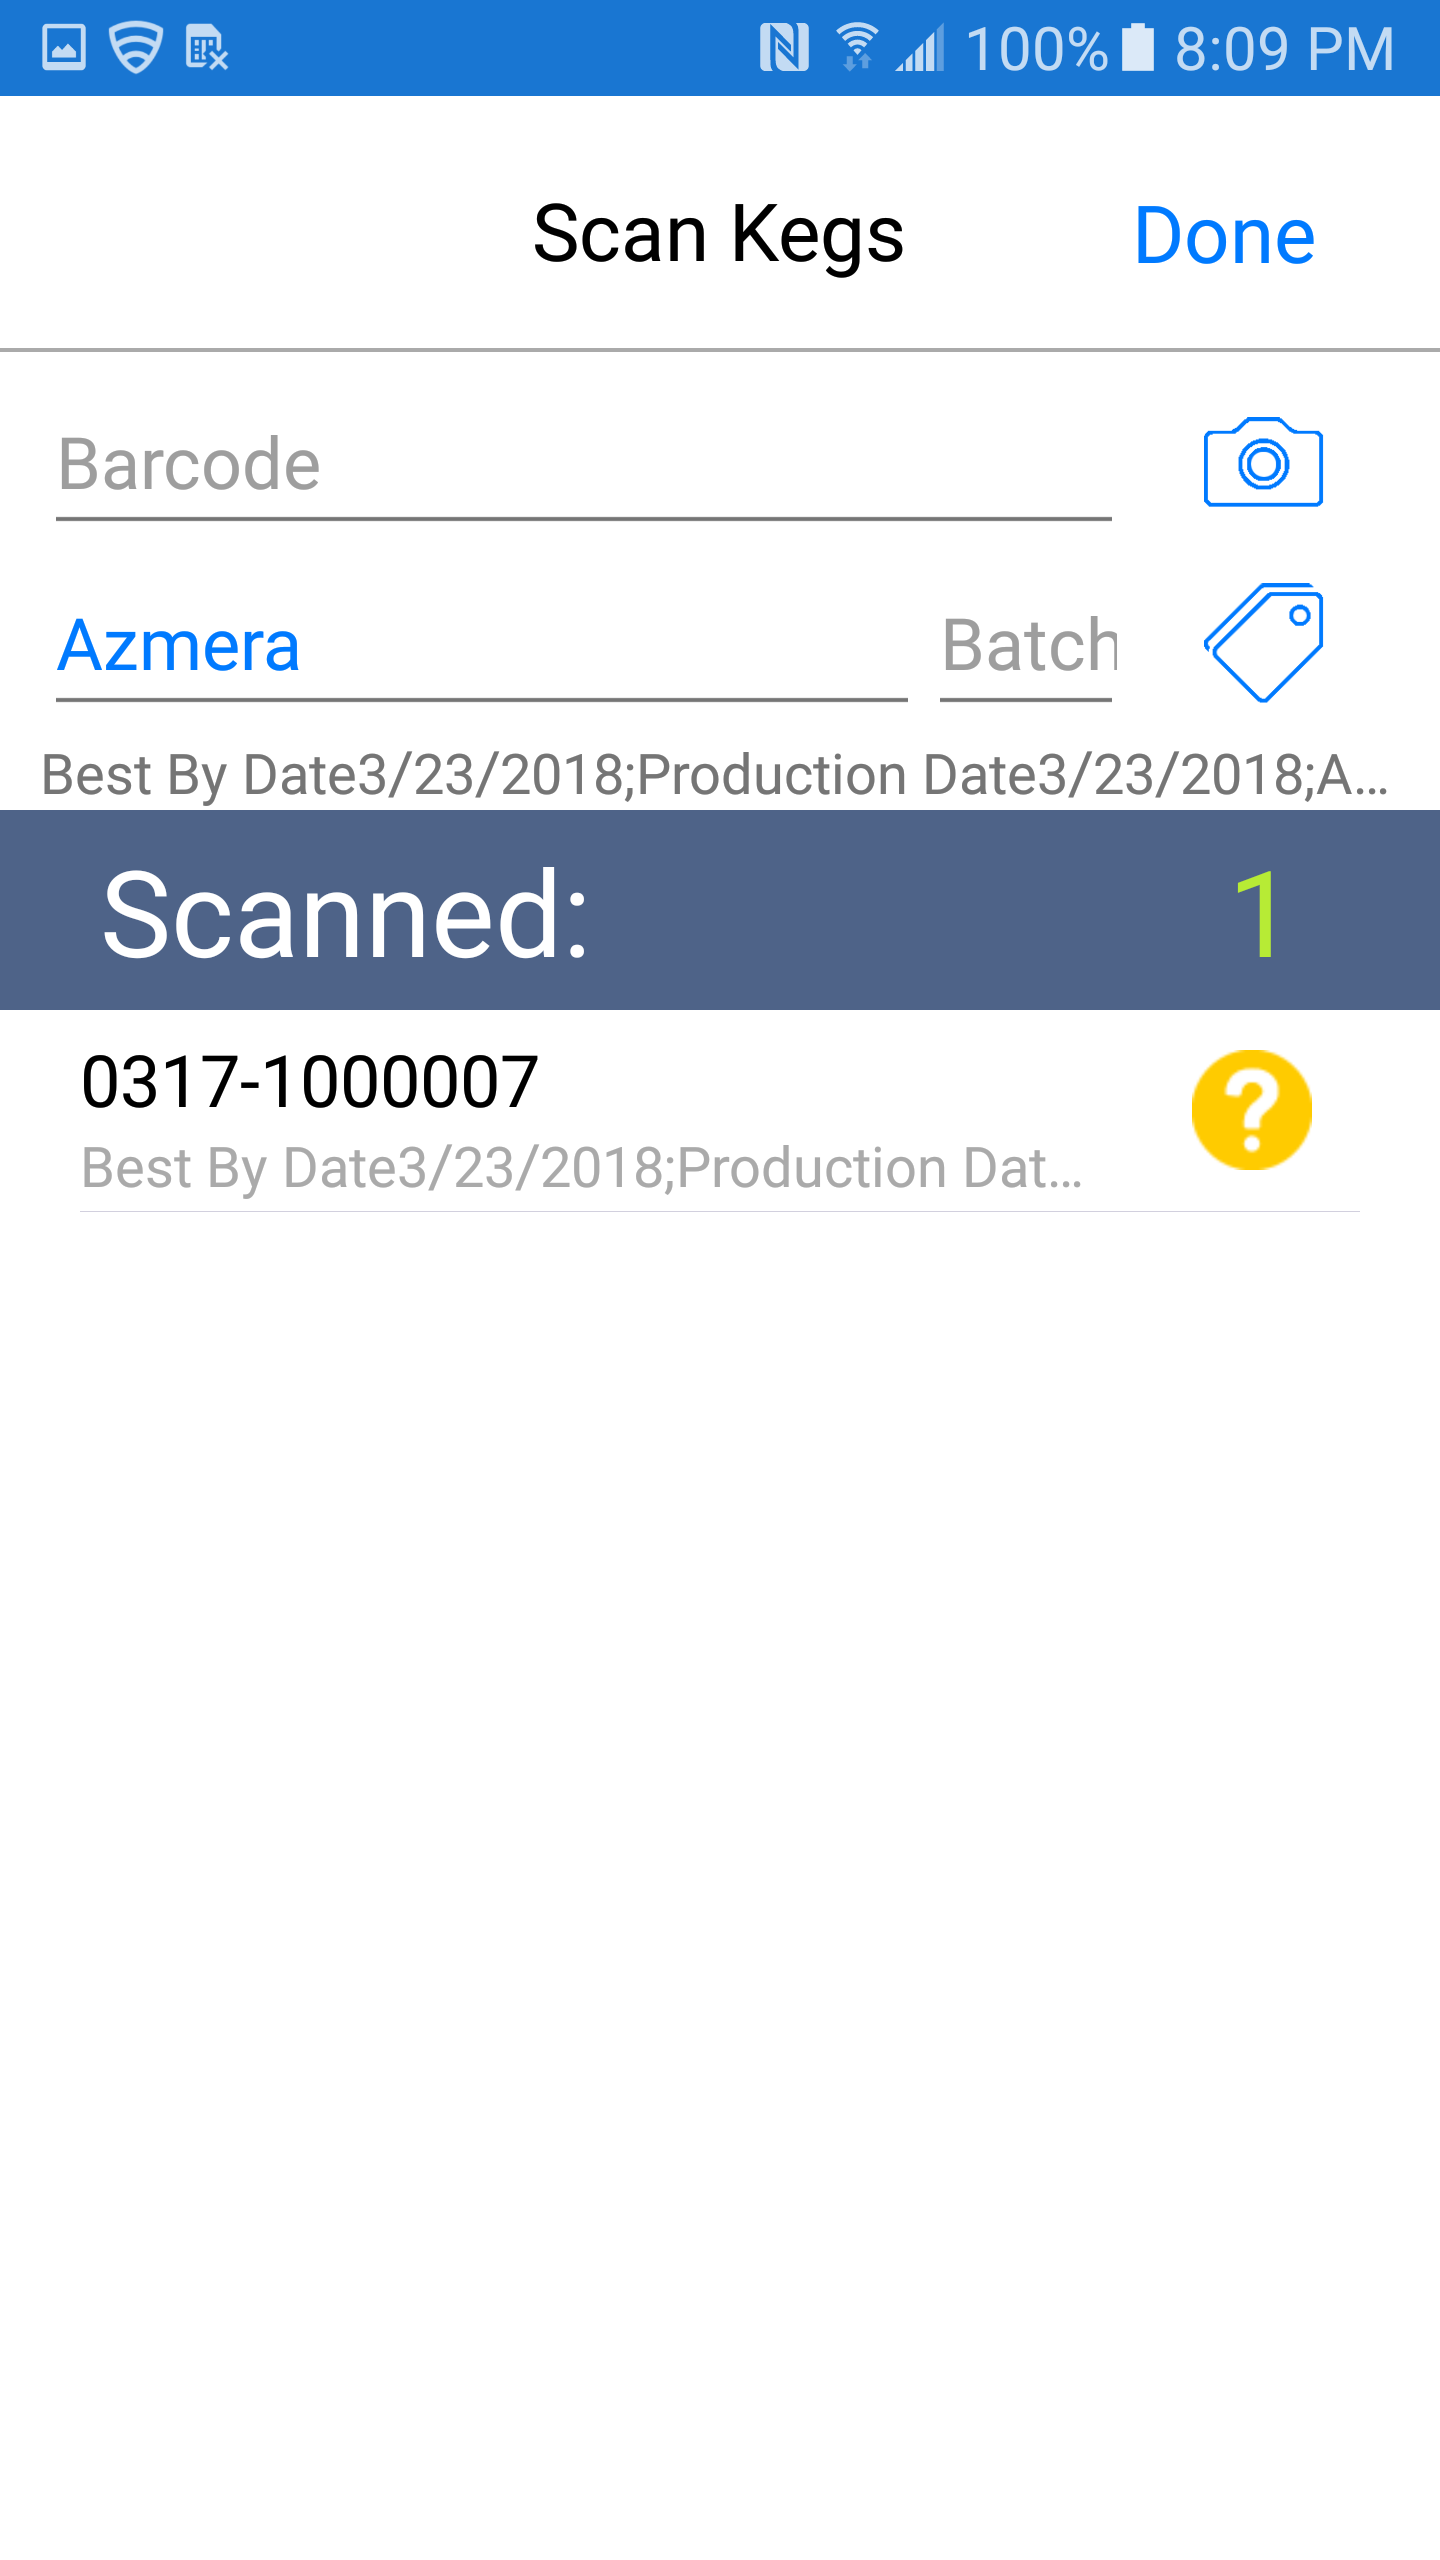 100% 8:09 PM
Scan Kegs Done
Barcode
Azmera Batch
Best By Date3/23/2018;Production Date3/23/2018;A...
Scanned: 1
0317-1000007
Best By Date3/23/2018;Production Dat...